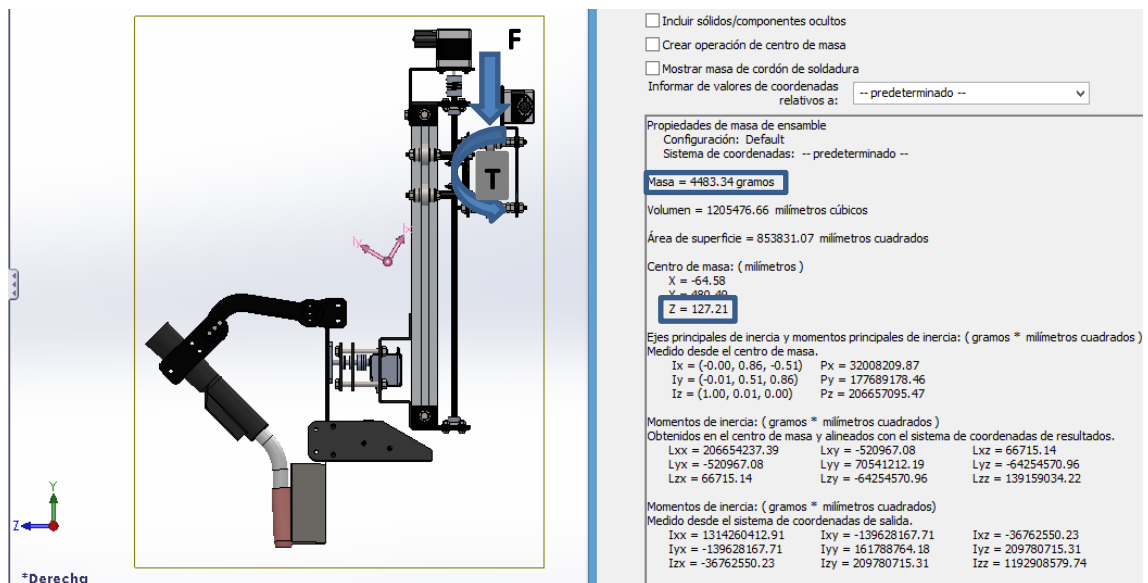 F
T
Iy
Ix
Y
Z
*Derecha
Incluir sólidos/componentes ocultos
Crear operación de centro de masa
Mostrar masa de cordón de soldadura
Informar de valores de coordenadas
relativos a:
-- predeterminado --
Propiedades de masa de ensamble
Configuración: Default
Sistema de coordenadas: -- predeterminado --
Masa = 4483.34 gramos
Volumen = 1205476.66 milímetros cúbicos
Área de superficie = 853831.07 milímetros cuadrados
Centro de masa: ( milímetros )
X = -64.58
Y = 480.40
Z = 127.21
Ejes principales de inercia y momentos principales de inercia: ( gramos * milímetros cuadrados )
Medido desde el centro de masa.
Ix = (-0.00, 0.86, -0.51) Px = 32008209.87
Iy = (-0.01, 0.51, 0.86) Py = 177689178.46
Iz = (1.00, 0.01, 0.00) Pz = 206657095.47
Momentos de inercia: ( gramos * milímetros cuadrados )
Obtenidos en el centro de masa y alineados con el sistema de coordenadas de resultados.
Lxx = 206654237.39 Lxy = -520967.08 Lxz = 66715.14
Lyx = -520967.08 Lyy = 70541212.19 Lyz = -64254570.96
Lzx = 66715.14 Lzy = -64254570.96 Lzz = 139159034.22
Momentos de inercia: ( gramos * milímetros cuadrados)
Medido desde el sistema de coordenadas de salida.
Ixx = 1314260412.91 Ixy = -139628167.71 Ixz = -36762550.23
Iyx = -139628167.71 Iyy = 161788764.18 Iyz = 209780715.31
Izx = -36762550.23 Izy = 209780715.31 Izz = 1192908579.74